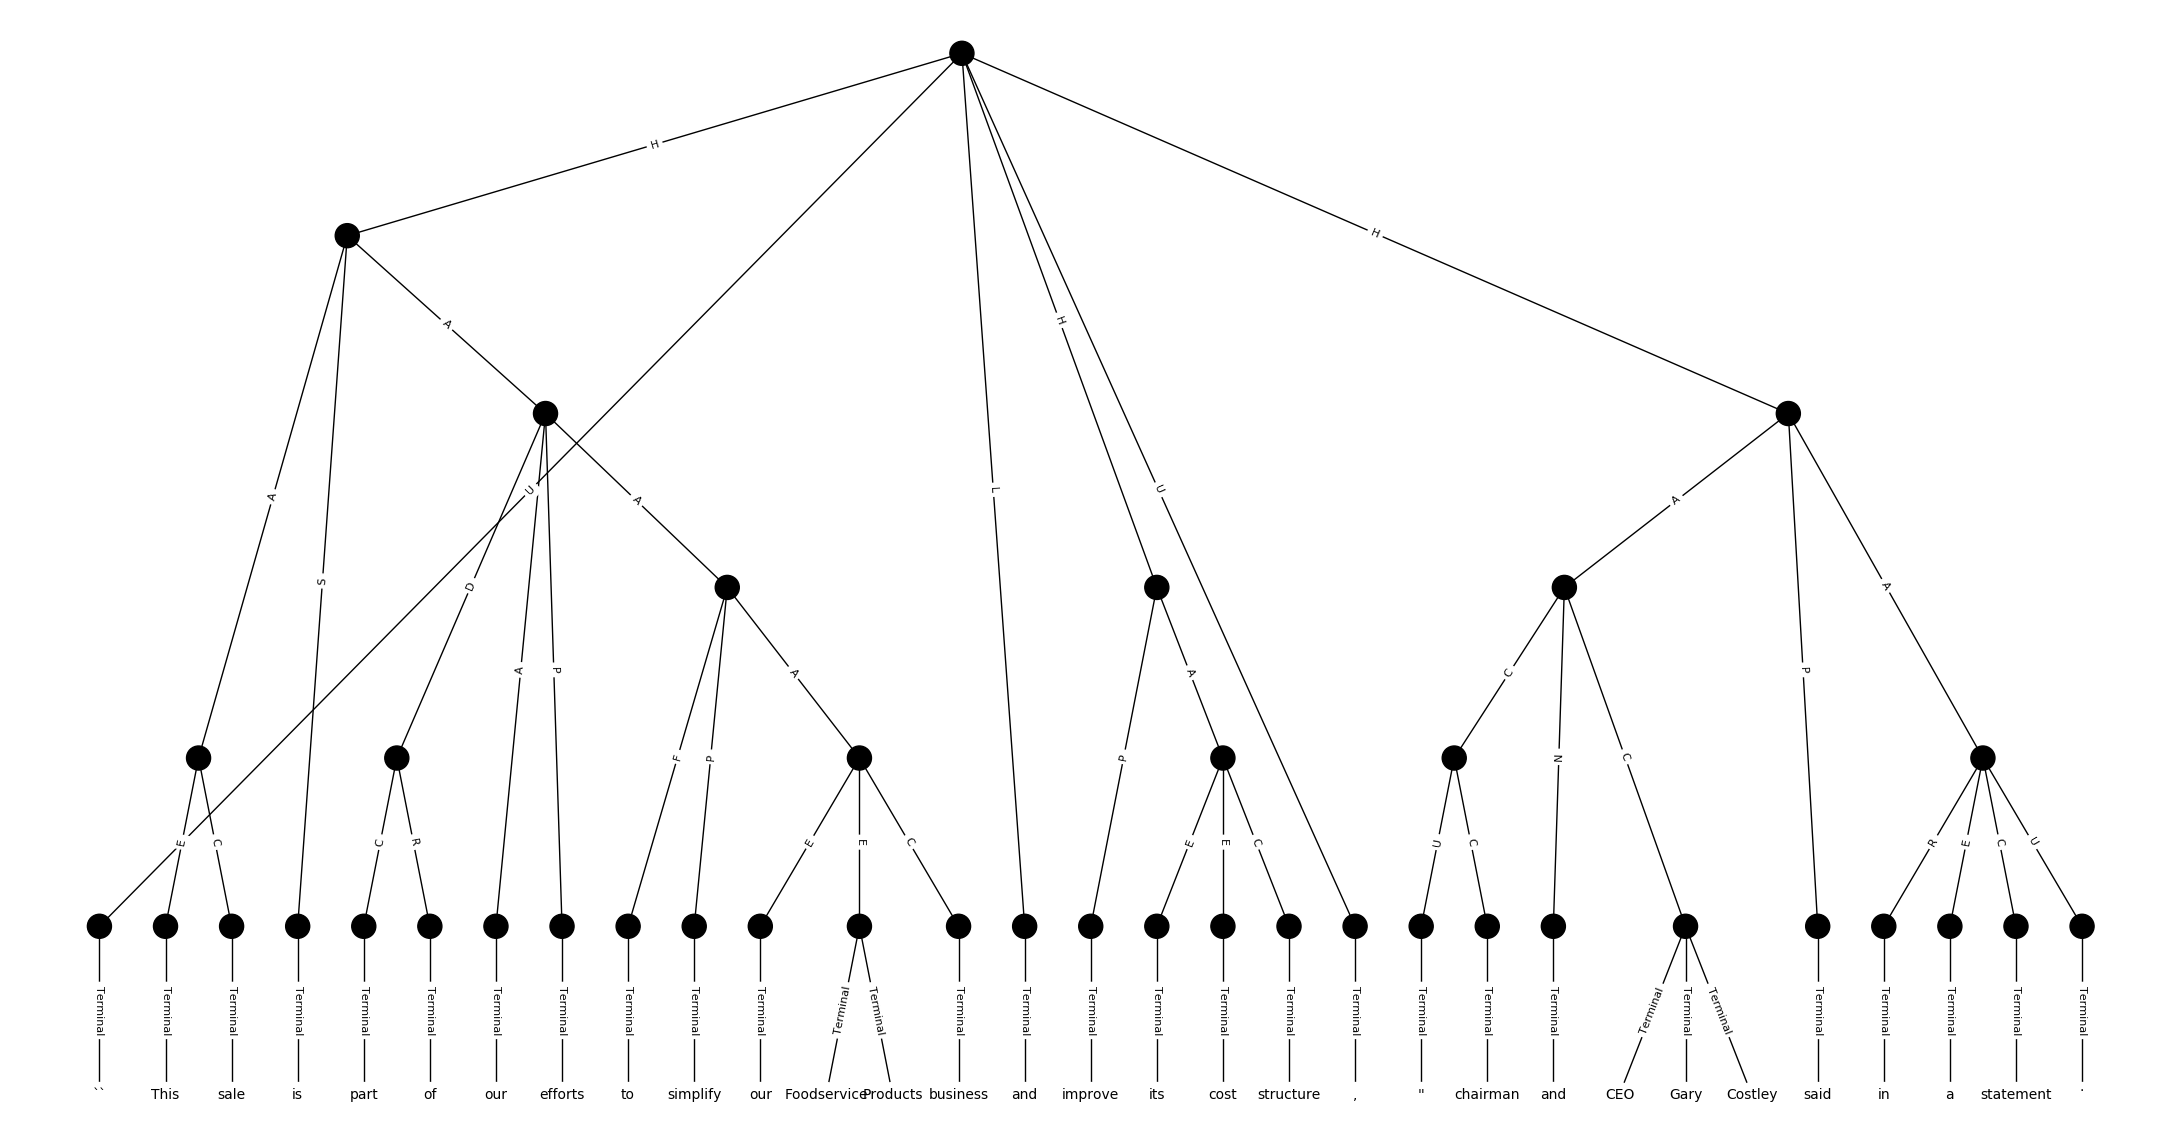 H
H
A
H
A
U
L
U
A
A
A
S
D
A
P
A
A
C
P
F
P
P
N
C
E
C
C
R
E
E
C
E
E
C
U
C
R
E
C
U
Terminal Terminal Terminal Terminal Terminal Terminal Terminal Terminal Terminal Terminal Terminal Terminal Terminal Terminal Terminal Terminal Terminal Terminal Terminal Terminal Terminal Terminal Terminal Terminal Terminal Terminal Terminal Terminal Terminal Terminal Terminal
`` This sale is part of our efforts to simplify our Foodservice Products business and improve its cost structure , " chairman and CEO Gary Costley said in a statement .